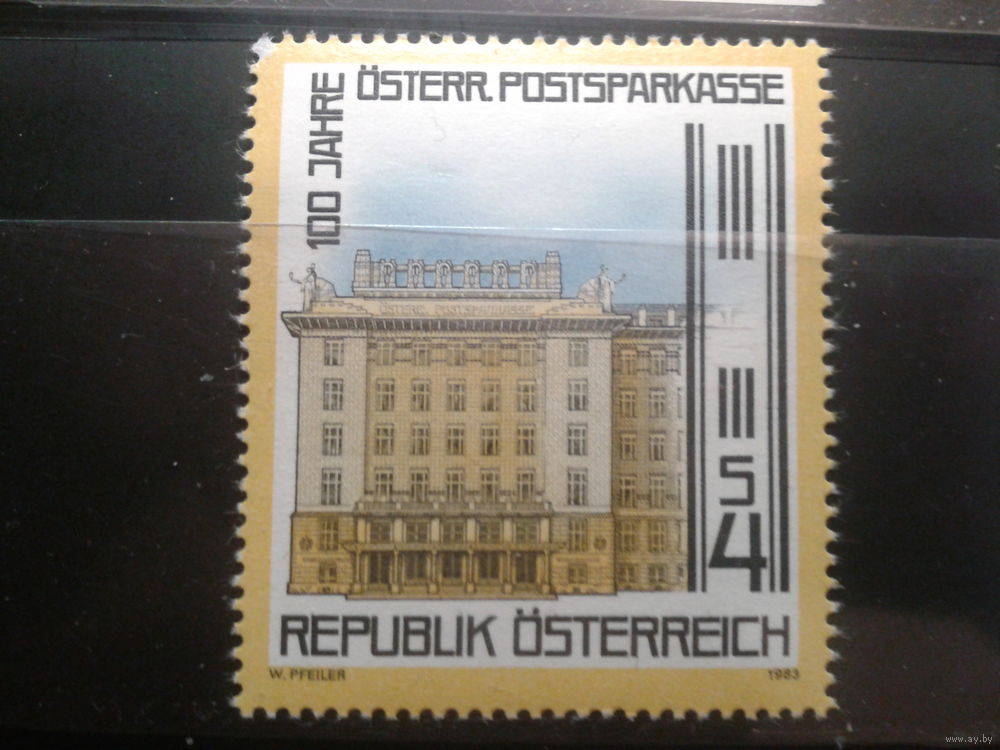 100 JAHRE
ÖSTERR. POSTSPARKASSE
ÖSTERR. POSTSPARKASSE
S
4
REPUBLIK ÖSTERREICH
W. PFEILER 1983
www.ay.by